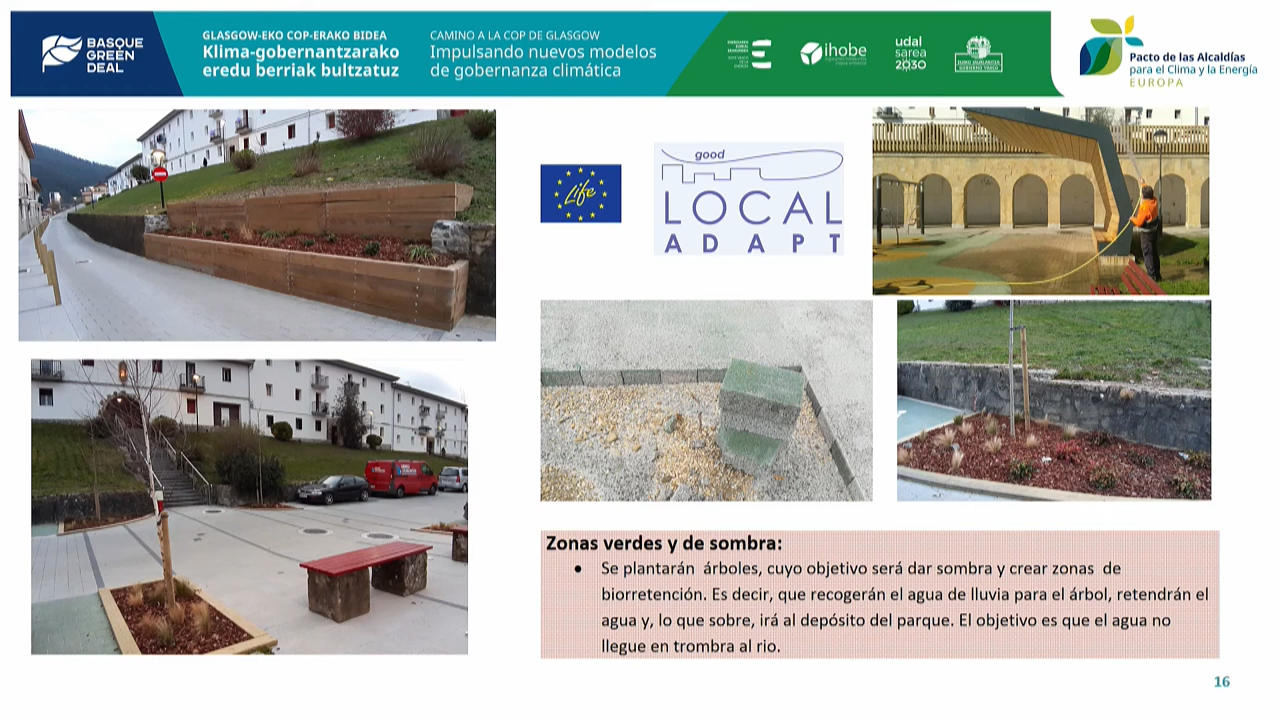 BASQUE
GREEN
DEAL
GLASGOW-EKO COP-ERAKO BIDEA
Klima-gobernantzarako
eredu berriak bultzatuz
CAMINO A LA COP DE GLASGOW
Impulsando nuevos modelos
de gobernanza climática
ihobe
udal
sarea
2030
EUSKO JAURLARITZA
GOBIERNO VASCO
Pacto de las Alcaldías
para el Clima y la Energía
EUROPA
Life
good
LOCAL
ADAPT
Zonas verdes y de sombra:
• Se plantarán árboles, cuyo objetivo será dar sombra y crear zonas de
biorretención. Es decir, que recogerán el agua de lluvia para el árbol, retendrán el
agua y, lo que sobre, irá al depósito del parque. El objetivo es que el agua no
llegue en trombra al rio.
16